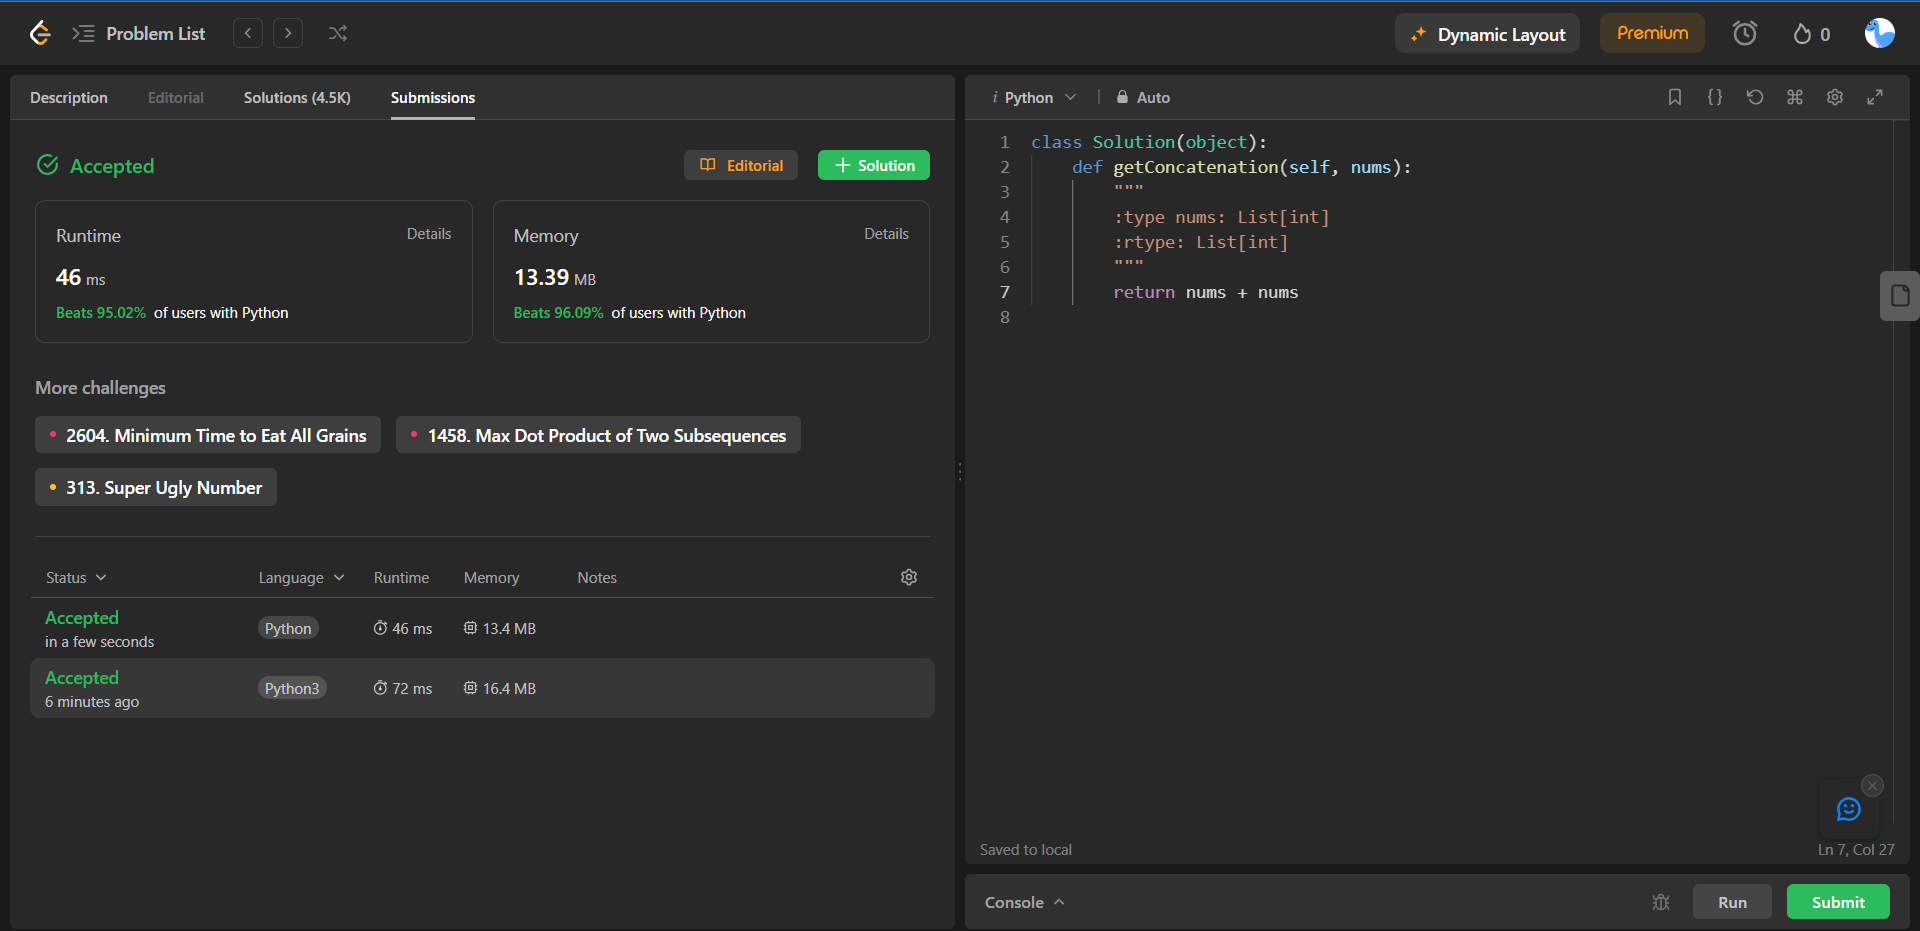 Problem List
Dynamic Layout
Premium
0
Description
Editorial
Solutions (4.5K)
Submissions
Accepted
Editorial
Solution
Runtime
Details
46 ms
Beats 95.02% of users with Python
Memory
Details
13.39 MB
Beats 96.09% of users with Python
More challenges
2604. Minimum Time to Eat All Grains
1458. Max Dot Product of Two Subsequences
313. Super Ugly Number
Status Language Runtime Memory Notes
Accepted
in a few seconds
Python
46 ms
13.4 MB
Accepted
6 minutes ago
Python3
72 ms
16.4 MB
i Python
Auto
1 class Solution(object):
2 def getConcatenation(self, nums):
3 """
4 :type nums: List[int]
5 :rtype: List[int]
6 """
7 return nums + nums
8
Saved to local
Ln 7, Col 27
Console
Run
Submit